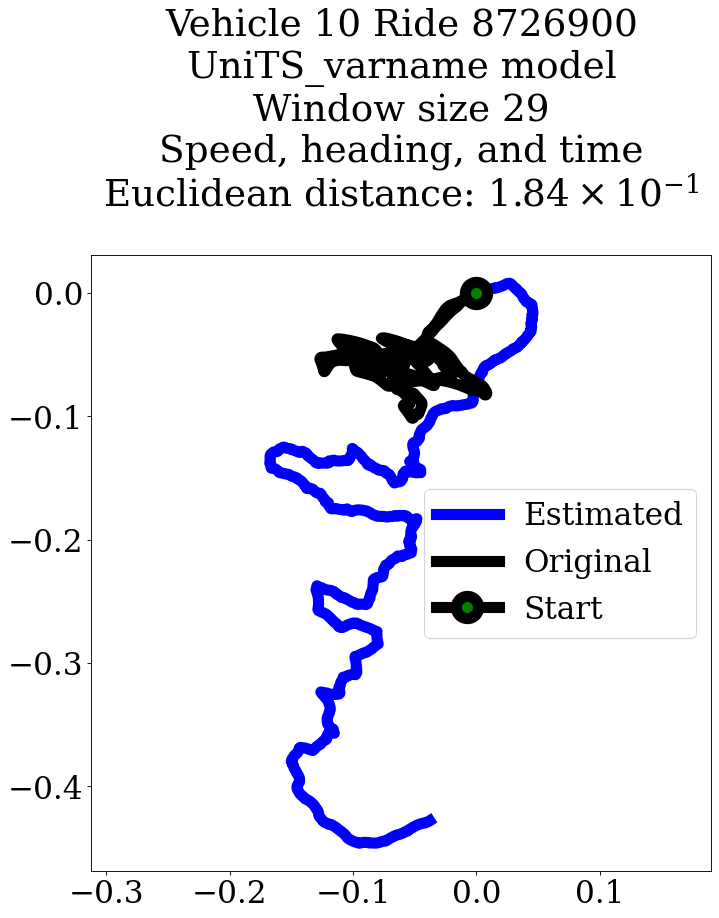 Vehicle 10 Ride 8726900
UniTS_varname model
Window size 29
Speed, heading, and time
Euclidean distance: 1.84 × 10⁻¹
0.0
−0.1
−0.2
−0.3
−0.4
Estimated
Original
Start
−0.3 −0.2 −0.1 0.0 0.1